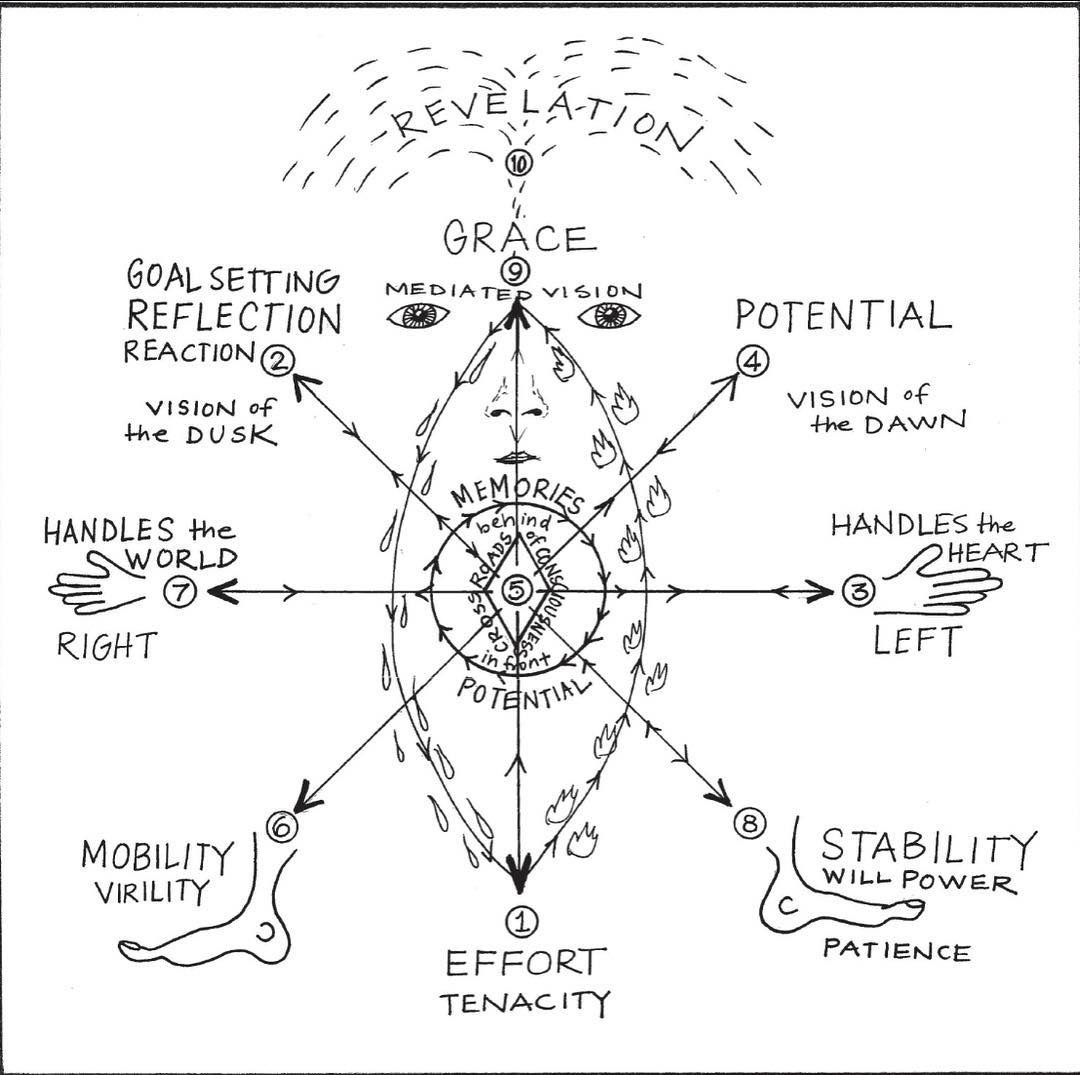 REVELATION
10
GRACE
9
MEDIATED VISION
GOAL SETTING
REFLECTION
REACTION 2
VISION of
the DUSK
POTENTIAL
4
VISION of
the DAWN
MEMORIES
behind
CROSS ROADS of CONSCIOUSNESS
5
in front
POTENTIAL
HANDLES the
WORLD
7
RIGHT
HANDLES the
HEART
3
LEFT
6
MOBILITY
VIRILITY
8
STABILITY
WILL POWER
PATIENCE
1
EFFORT
TENACITY